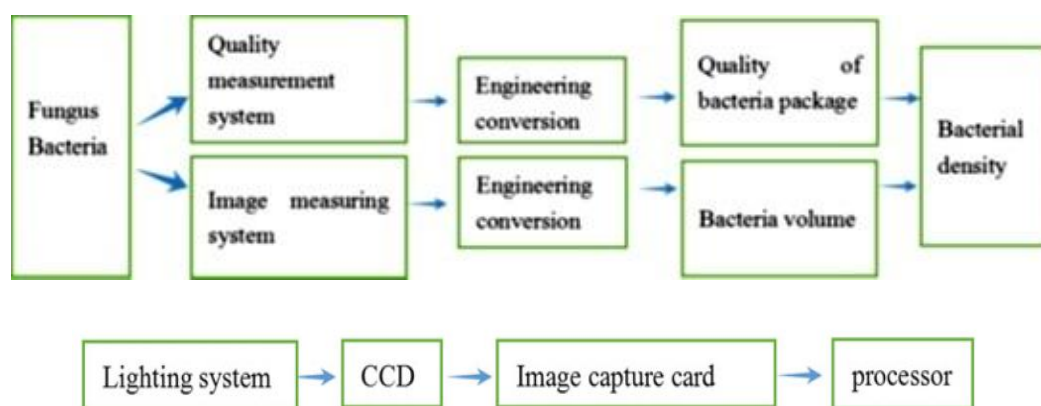 Fungus
Bacteria
Quality
measurement
system
Engineering
conversion
Quality of
bacteria package
Bacterial
density
Image measuring
system
Engineering
conversion
Bacteria volume
Lighting system
CCD
Image capture card
processor